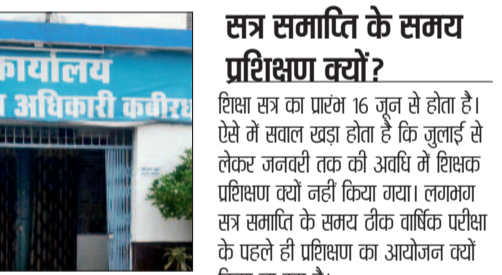 कार्यालय
अधिकारी कबीरध
सत्र समाप्ति के समय
प्रशिक्षण क्यों?
शिक्षा सत्र का प्रारंभ 16 जून से होता है।
ऐसे में सवाल खड़ा होता है कि जुलाई से
लेकर जनवरी तक की अवधि में शिक्षक
प्रशिक्षण क्यों नहीं किया गया। लगभग
सत्र समाप्ति के समय ठीक वार्षिक परीक्षा
के पहले ही प्रशिक्षण का आयोजन क्यों